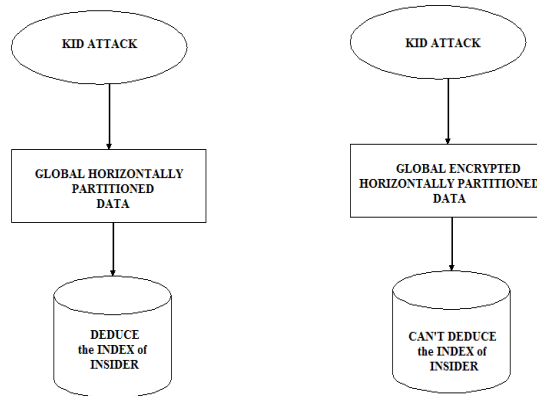 KID ATTACK
GLOBAL HORIZONTALLY
PARTITIONED
DATA
DEDUCE
the INDEX of
INSIDER
KID ATTACK
GLOBAL ENCRYPTED
HORIZONTALLY PARTITIONED
DATA
CAN'T DEDUCE
the INDEX of
INSIDER